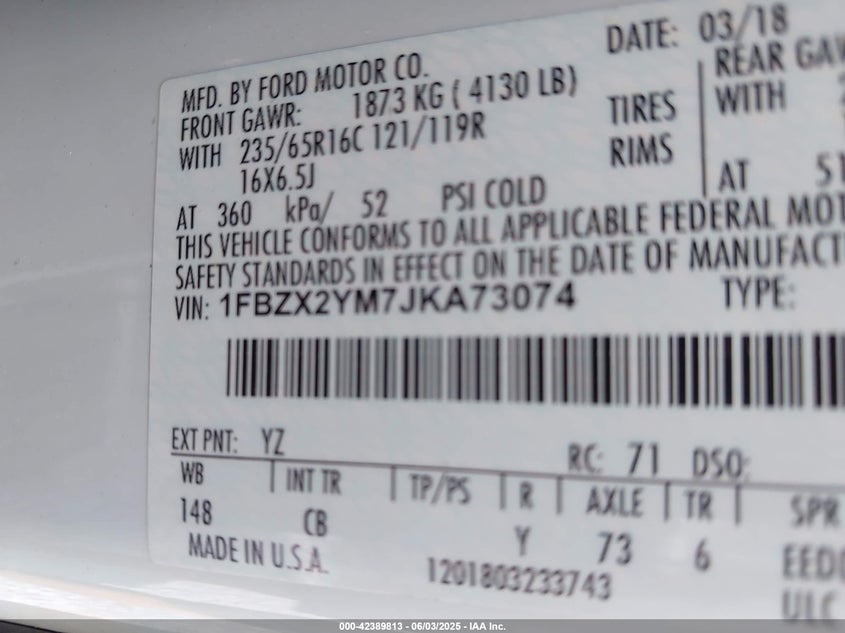 DATE: 03/18
MFD. BY FORD MOTOR CO.
FRONT GAWR: 1873 KG ( 4130 LB)
REAR GAW
WITH 235/65R16C 121/119R
TIRES
WITH
16X6.5J
RIMS
AT 360 kPa/ 52 PSI COLD
AT 51
THIS VEHICLE CONFORMS TO ALL APPLICABLE FEDERAL MOT
SAFETY STANDARDS IN EFFECT ON THE DATE OF MANUFACT
VIN: 1FBZX2YM7JKA73074
TYPE:
EXT PNT: YZ
RC: 71 DSO:
WB INT TR TP/PS R AXLE TR SPR
148 CB Y 73 6 EED
MADE IN U.S.A.
1201803233743
ULC
000-42389813 - 06/03/2025 - IAA Inc.